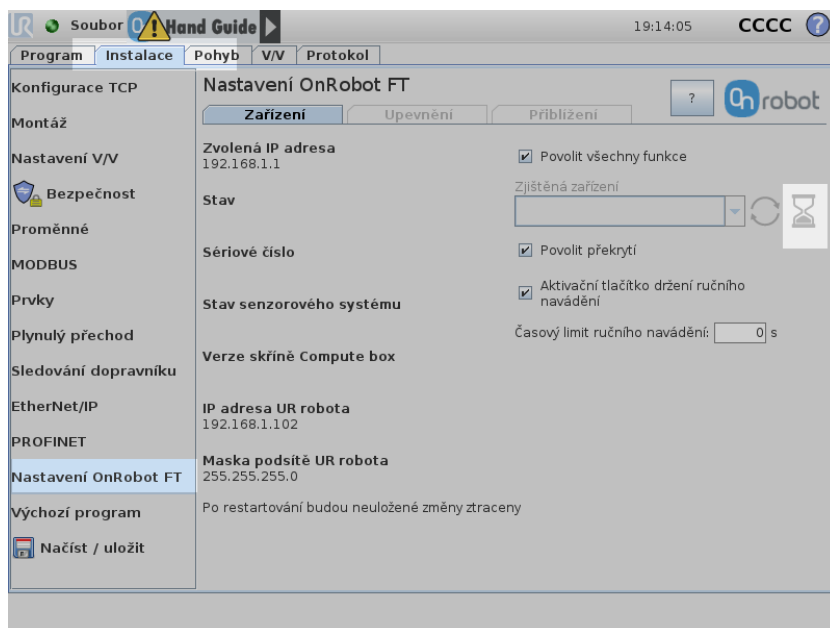 UR Soubor On Hand Guide 19:14:05 CCCC ?
Program Instalace Pohyb V/V Protokol
Konfigurace TCP
Montáž
Nastavení V/V
Bezpečnost
Proměnné
MODBUS
Prvky
Plynulý přechod
Sledování dopravníku
EtherNet/IP
PROFINET
Nastavení OnRobot FT
Výchozí program
Načíst / uložit
Nastavení OnRobot FT
? On robot
Zařízení Upevnění Přiblížení
Zvolená IP adresa
192.168.1.1
Povolit všechny funkce
Zjištěná zařízení
Stav
Sériové číslo
Povolit překrytí
Aktivační tlačítko držení ručního
navádění
Stav senzorového systému
Časový limit ručního navádění: 0 s
Verze skříně Compute box
IP adresa UR robota
192.168.1.102
Maska podsítě UR robota
255.255.255.0
Po restartování budou neuložené změny ztraceny